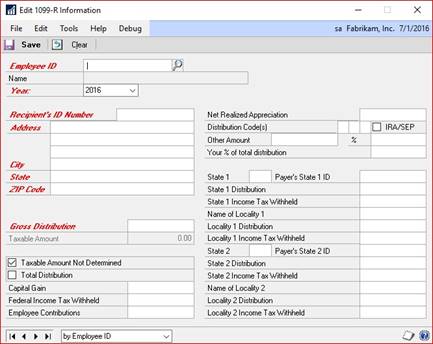 Edit 1099-R Information
File Edit Tools Help Debug
sa Fabrikam, Inc. 7/1/2016
Save Clear
Employee ID
Name
Year:
2016
Recipient's ID Number
Address
City
State
ZIP Code
Gross Distribution
Taxable Amount 0.00
Taxable Amount Not Determined
Total Distribution
Capital Gain
Federal Income Tax Withheld
Employee Contributions
Net Realized Appreciation
Distribution Code(s) IRA/SEP
Other Amount %
Your % of total distribution
State 1 Payer's State 1 ID
State 1 Distribution
State 1 Income Tax Withheld
Name of Locality 1
Locality 1 Distribution
Locality 1 Income Tax Withheld
State 2 Payer's State 2 ID
State 2 Distribution
State 2 Income Tax Withheld
Name of Locality 2
Locality 2 Distribution
Locality 2 Income Tax Withheld
by Employee ID